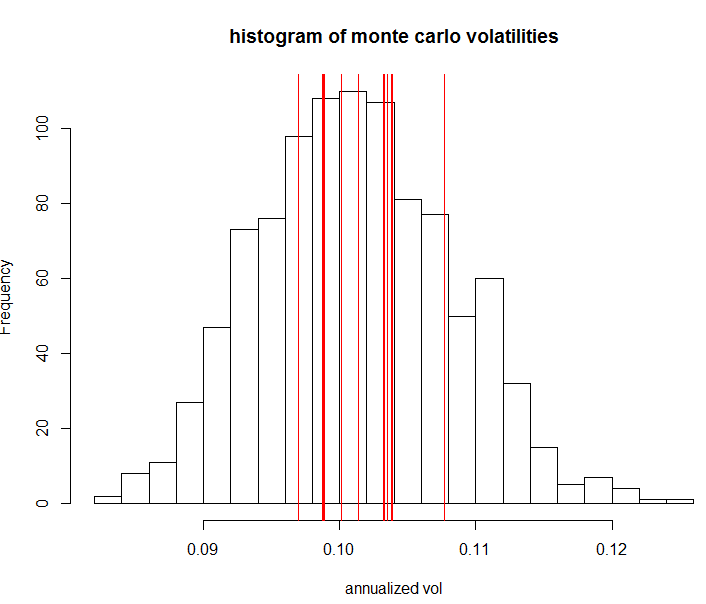 histogram of monte carlo volatilities
100
80
60
40
20
0
Frequency
0.09 0.10 0.11 0.12
annualized vol